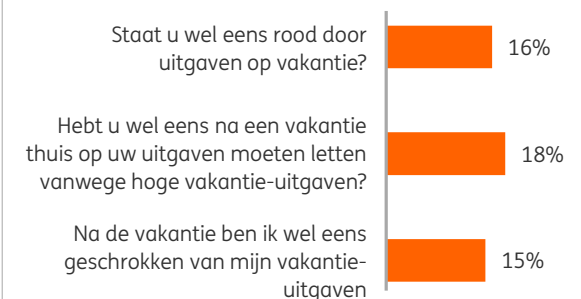 Staat u wel eens rood door
uitgaven op vakantie?
16%
Hebt u wel eens na een vakantie
thuis op uw uitgaven moeten letten
vanwege hoge vakantie-uitgaven?
18%
Na de vakantie ben ik wel eens
geschrokken van mijn vakantie-
uitgaven
15%